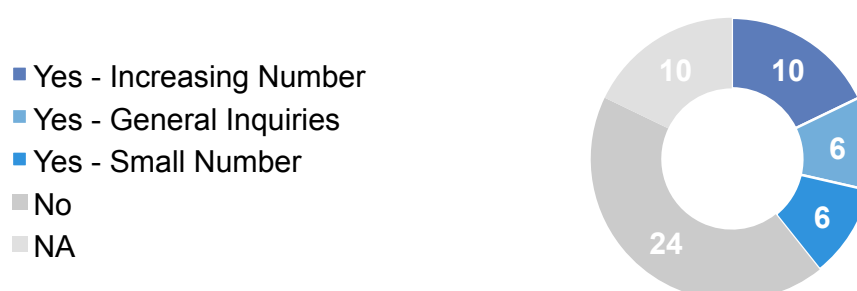 Yes - Increasing Number
Yes - General Inquiries
Yes - Small Number
No
NA
10
10
6
6
24